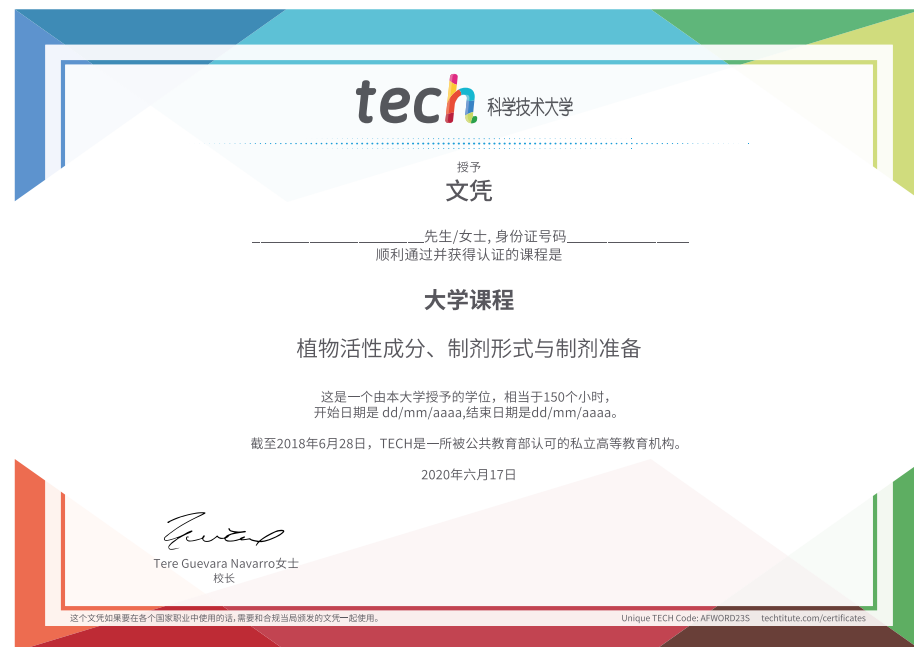 tech 科学技术大学
授予
文凭
____________________先生/女士, 身份证号码______________
顺利通过并获得认证的课程是
大学课程
植物活性成分、制剂形式与制剂准备
这是一个由本大学授予的学位，相当于150个小时，
开始日期是 dd/mm/aaaa,结束日期是dd/mm/aaaa。
截至2018年6月28日，TECH是一所被公共教育部认可的私立高等教育机构。
2020年六月17日
Tere Guevara Navarro女士
校长
这个文凭如果要在各个国家职业中使用的话,需要和合规当局颁发的文凭一起使用。
Unique TECH Code: AFWORD23S techtitute.com/certificates